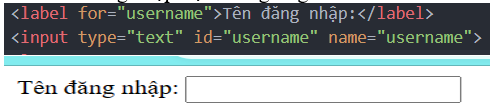 <label for="username">Tên đăng nhập:</label>
<input type="text" id="username" name="username">
Tên đăng nhập: